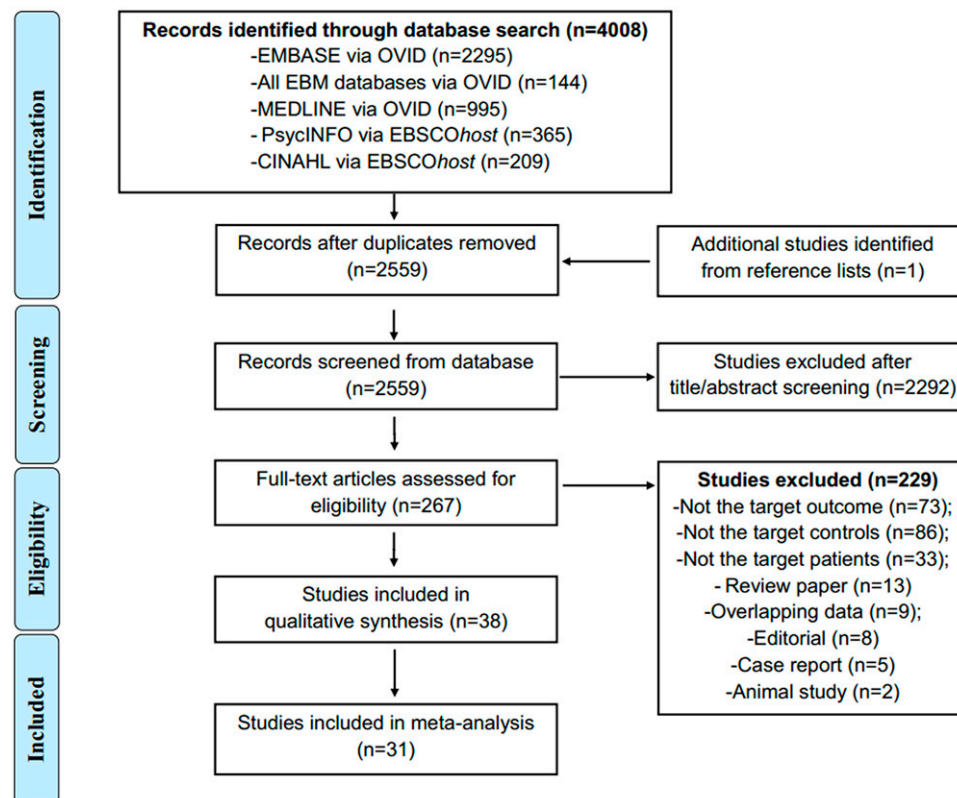 Identification
Records identified through database search (n=4008)
-EMBASE via OVID (n=2295)
-All EBM databases via OVID (n=144)
-MEDLINE via OVID (n=995)
- PsycINFO via EBSCOhost (n=365)
-CINAHL via EBSCOhost (n=209)
Records after duplicates removed
(n=2559)
Additional studies identified
from reference lists (n=1)
Screening
Records screened from database
(n=2559)
Studies excluded after
title/abstract screening (n=2292)
Eligibility
Full-text articles assessed for
eligibility (n=267)
Studies excluded (n=229)
-Not the target outcome (n=73);
-Not the target controls (n=86);
-Not the target patients (n=33);
- Review paper (n=13)
-Overlapping data (n=9);
-Editorial (n=8)
-Case report (n=5)
-Animal study (n=2)
Studies included in
qualitative synthesis (n=38)
Included
Studies included in meta-analysis
(n=31)